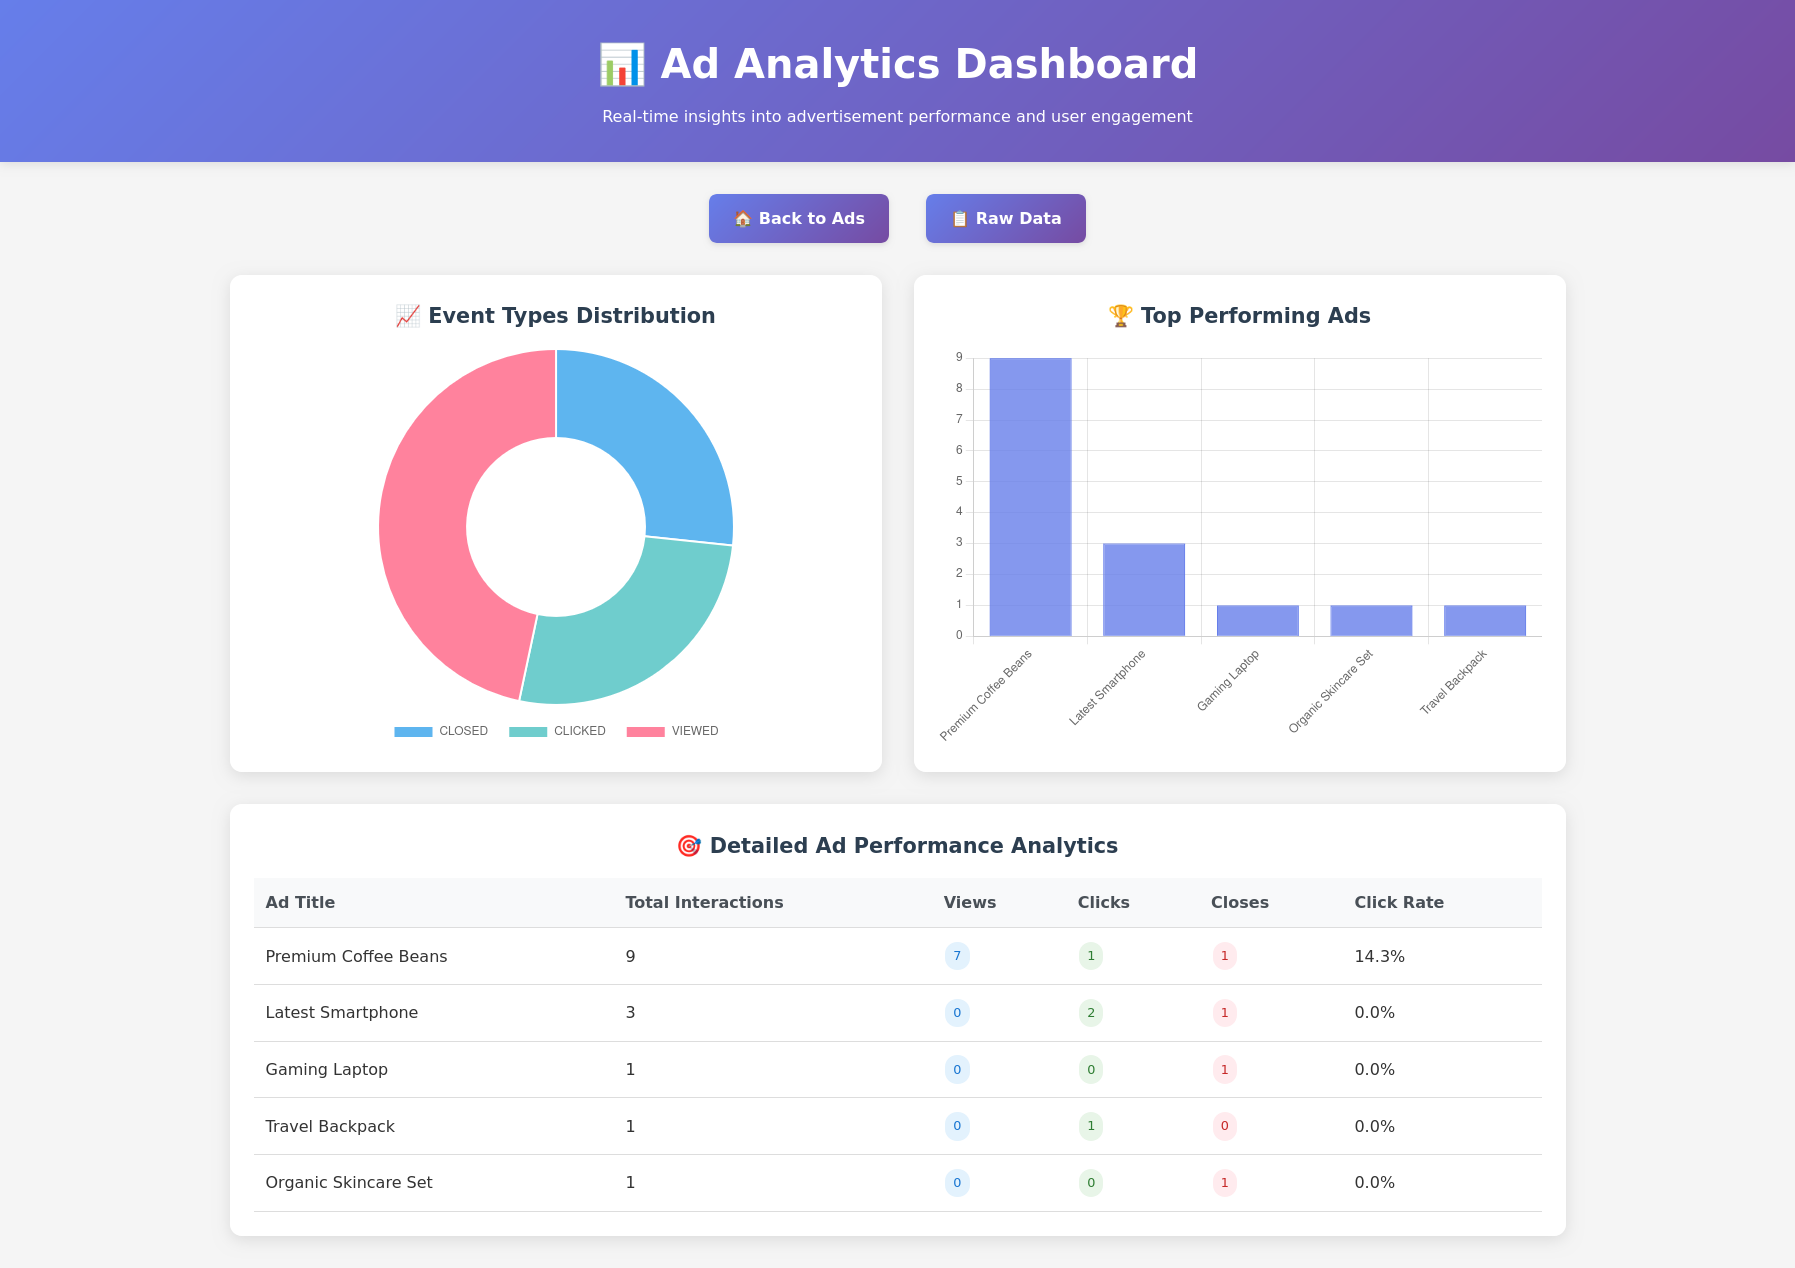 📊 Ad Analytics Dashboard
Real-time insights into advertisement performance and user engagement
🏠 Back to Ads
📋 Raw Data
📈 Event Types Distribution
CLOSED CLICKED VIEWED
🏆 Top Performing Ads
9
8
7
6
5
4
3
2
1
0
Premium Coffee Beans
Latest Smartphone
Gaming Laptop
Organic Skincare Set
Travel Backpack
🎯 Detailed Ad Performance Analytics
Ad Title Total Interactions Views Clicks Closes Click Rate
Premium Coffee Beans 9 7 1 1 14.3%
Latest Smartphone 3 0 2 1 0.0%
Gaming Laptop 1 0 0 1 0.0%
Travel Backpack 1 0 1 0 0.0%
Organic Skincare Set 1 0 0 1 0.0%